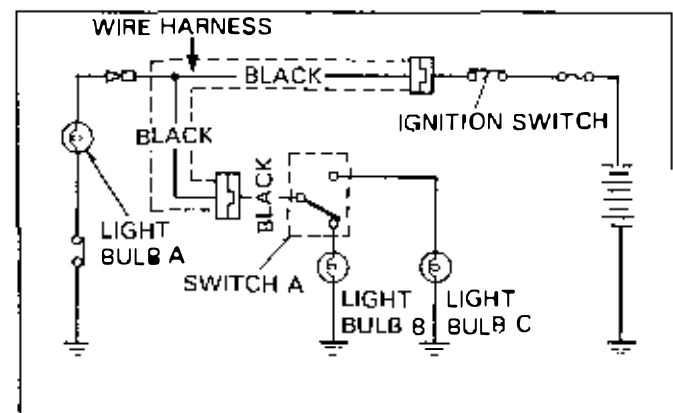 WIRE HARNESS
BLACK
IGNITION SWITCH
BLACK
BLACK
LIGHT
BULB A
SWITCH A
LIGHT
BULB B
LIGHT
BULB C